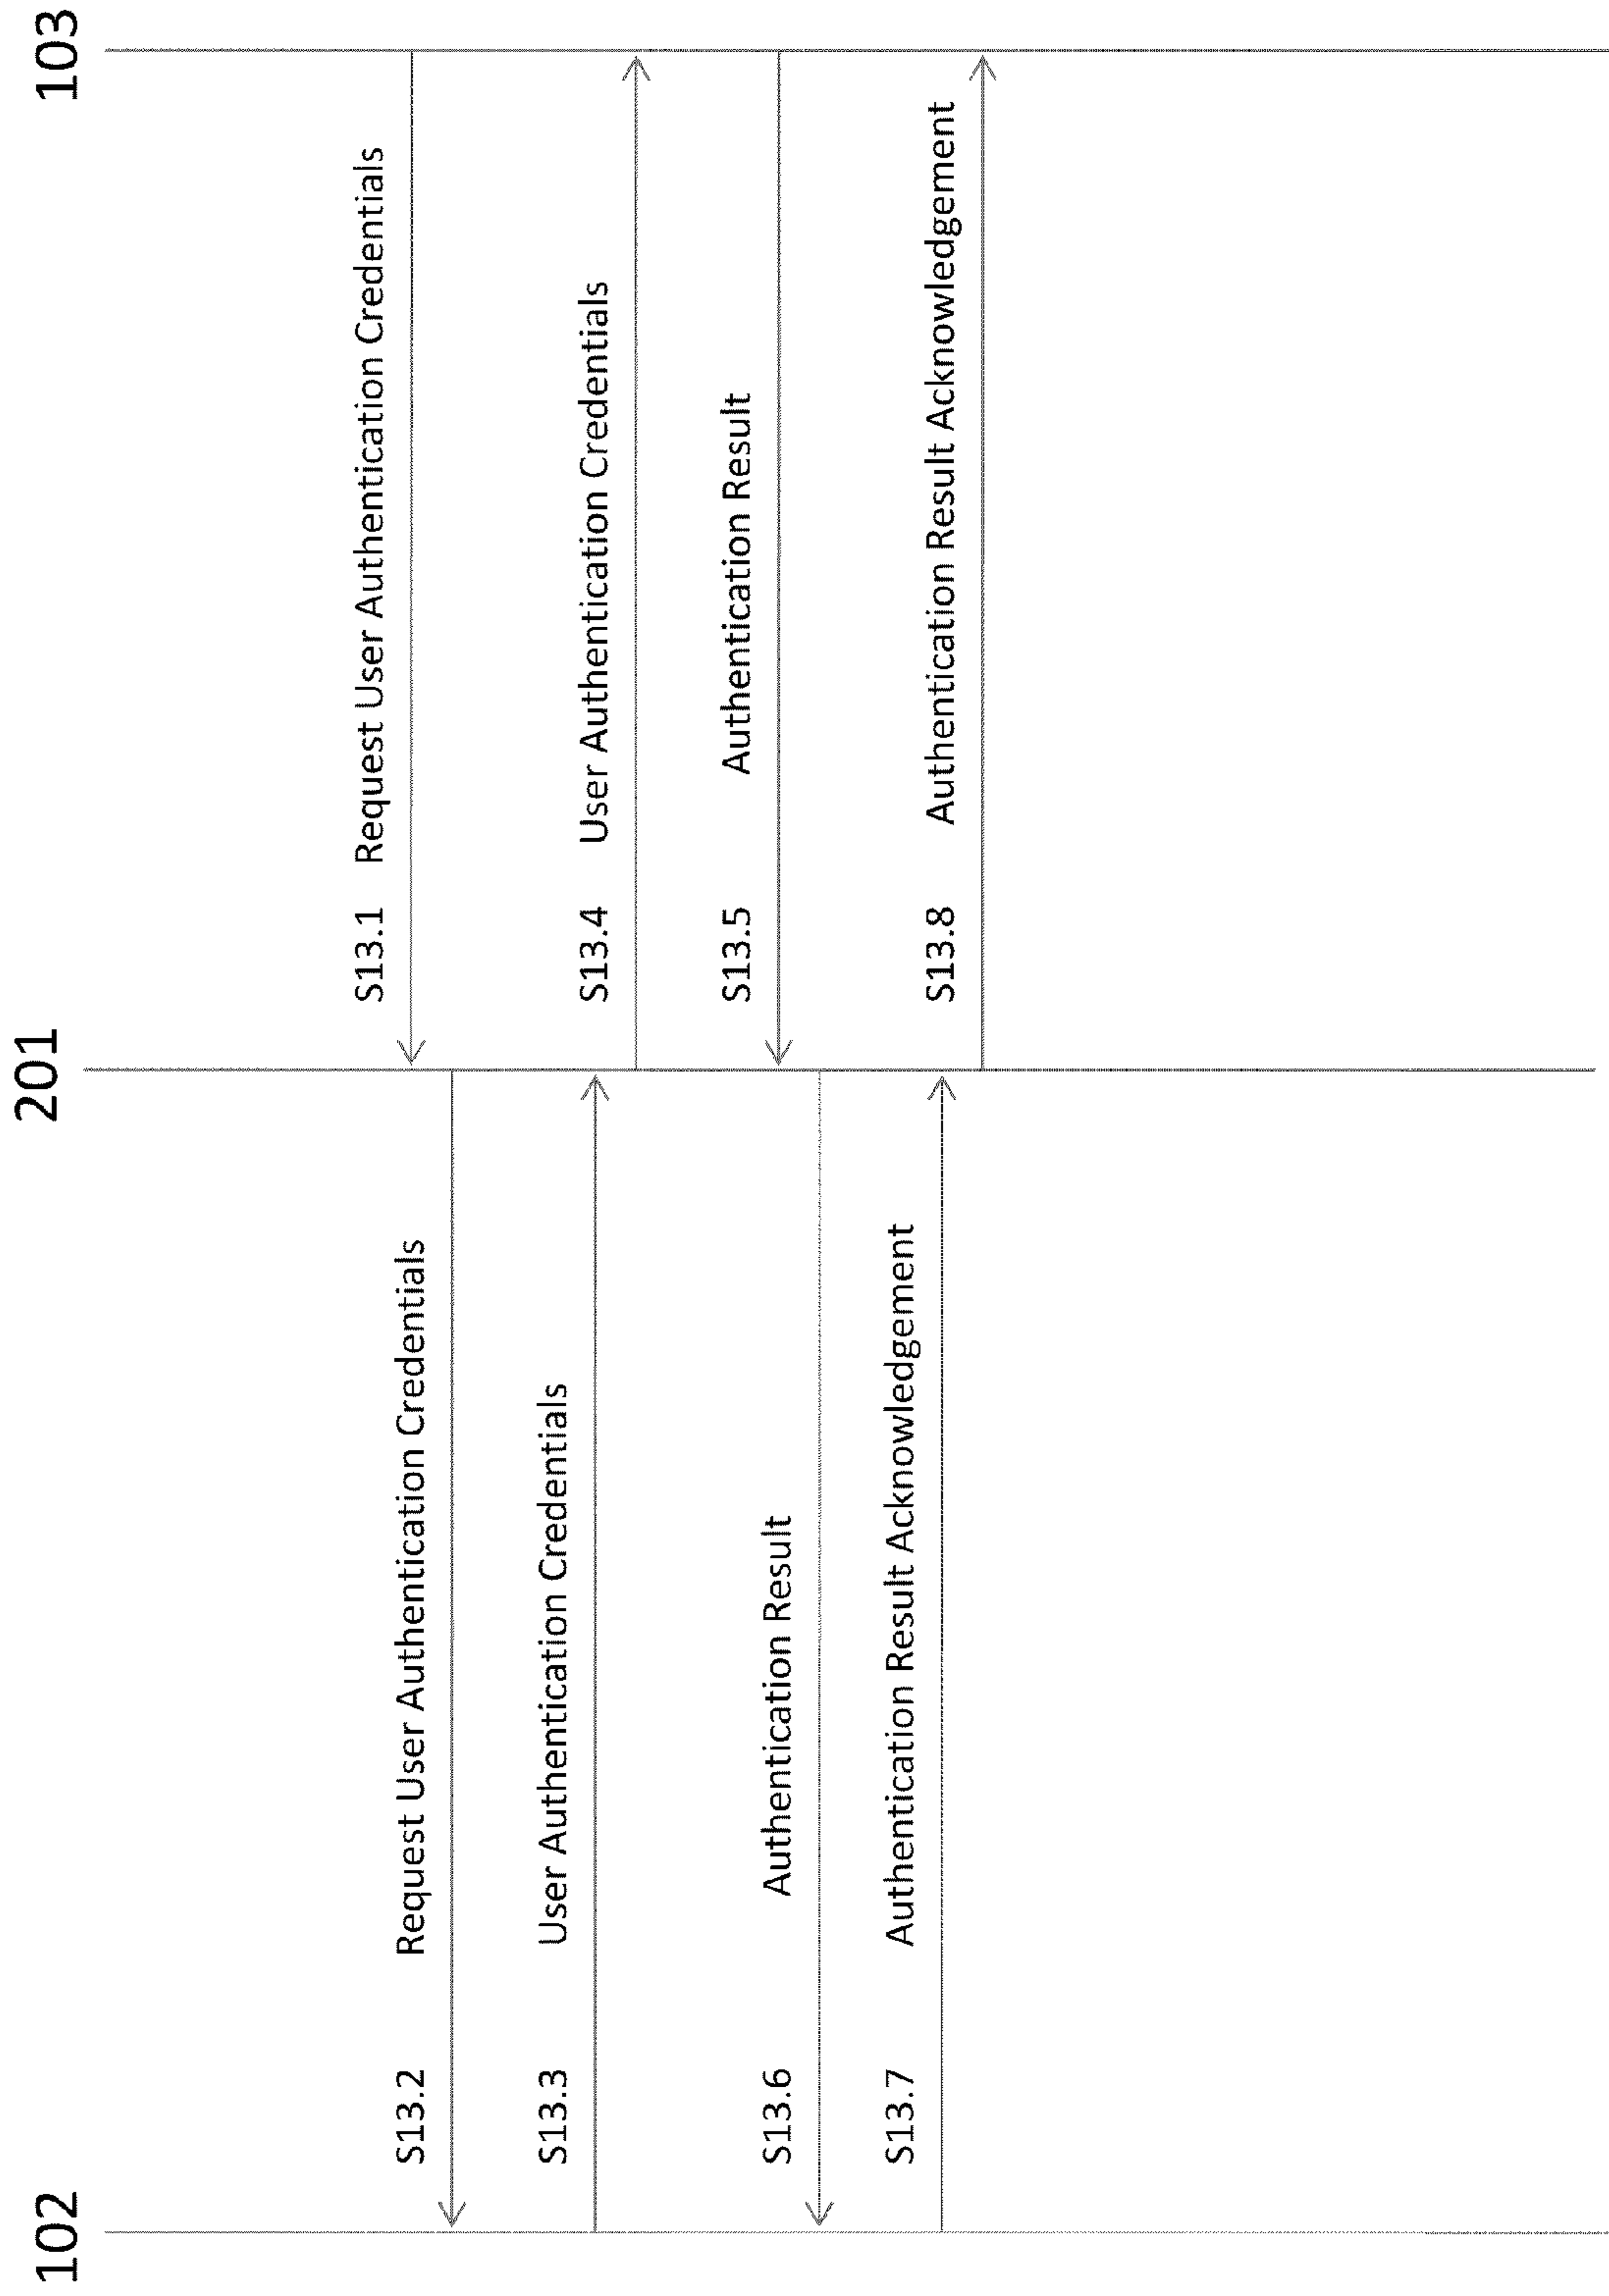 102
201
103
S13.1 Request User Authentication Credentials
S13.2 Request User Authentication Credentials
S13.3 User Authentication Credentials
S13.4 User Authentication Credentials
S13.5 Authentication Result
S13.6 Authentication Result
S13.7 Authentication Result Acknowledgement
S13.8 Authentication Result Acknowledgement